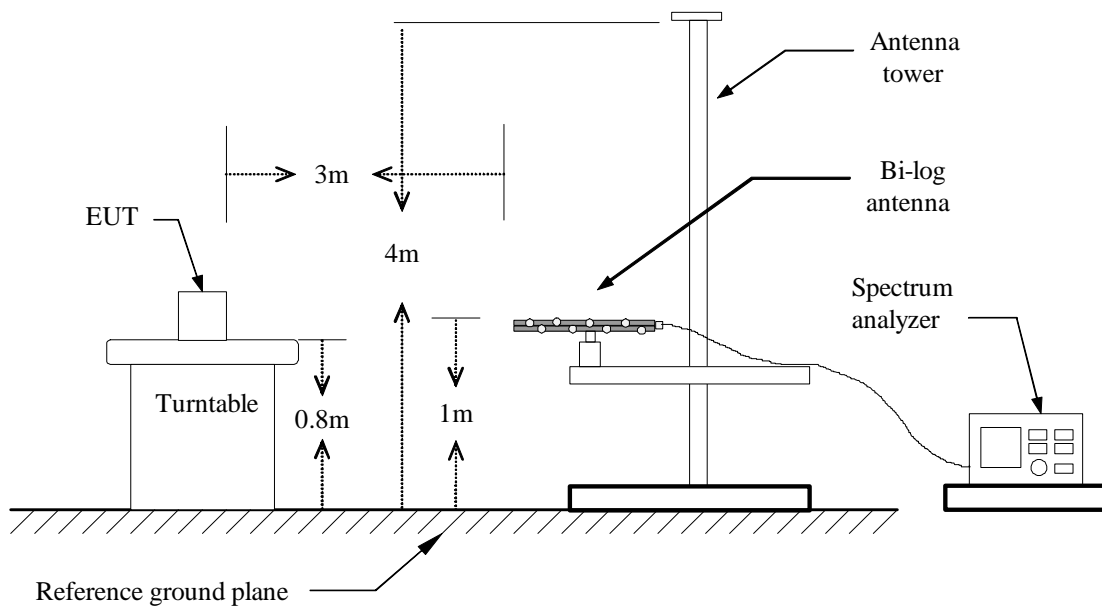 Antenna
tower
3m
Bi-log
antenna
EUT
4m
Spectrum
analyzer
Turntable
0.8m
1m
Reference ground plane